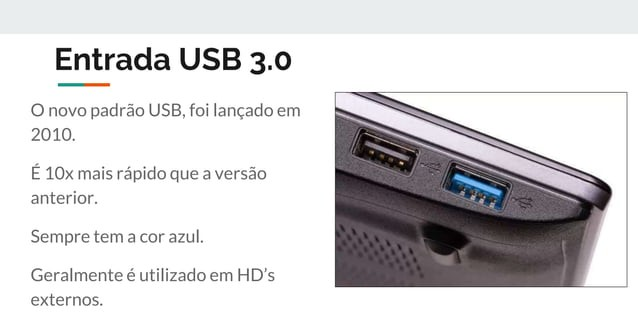 Entrada USB 3.0
O novo padrão USB, foi lançado em
2010.
É 10x mais rápido que a versão
anterior.
Sempre tem a cor azul.
Geralmente é utilizado em HD’s
externos.